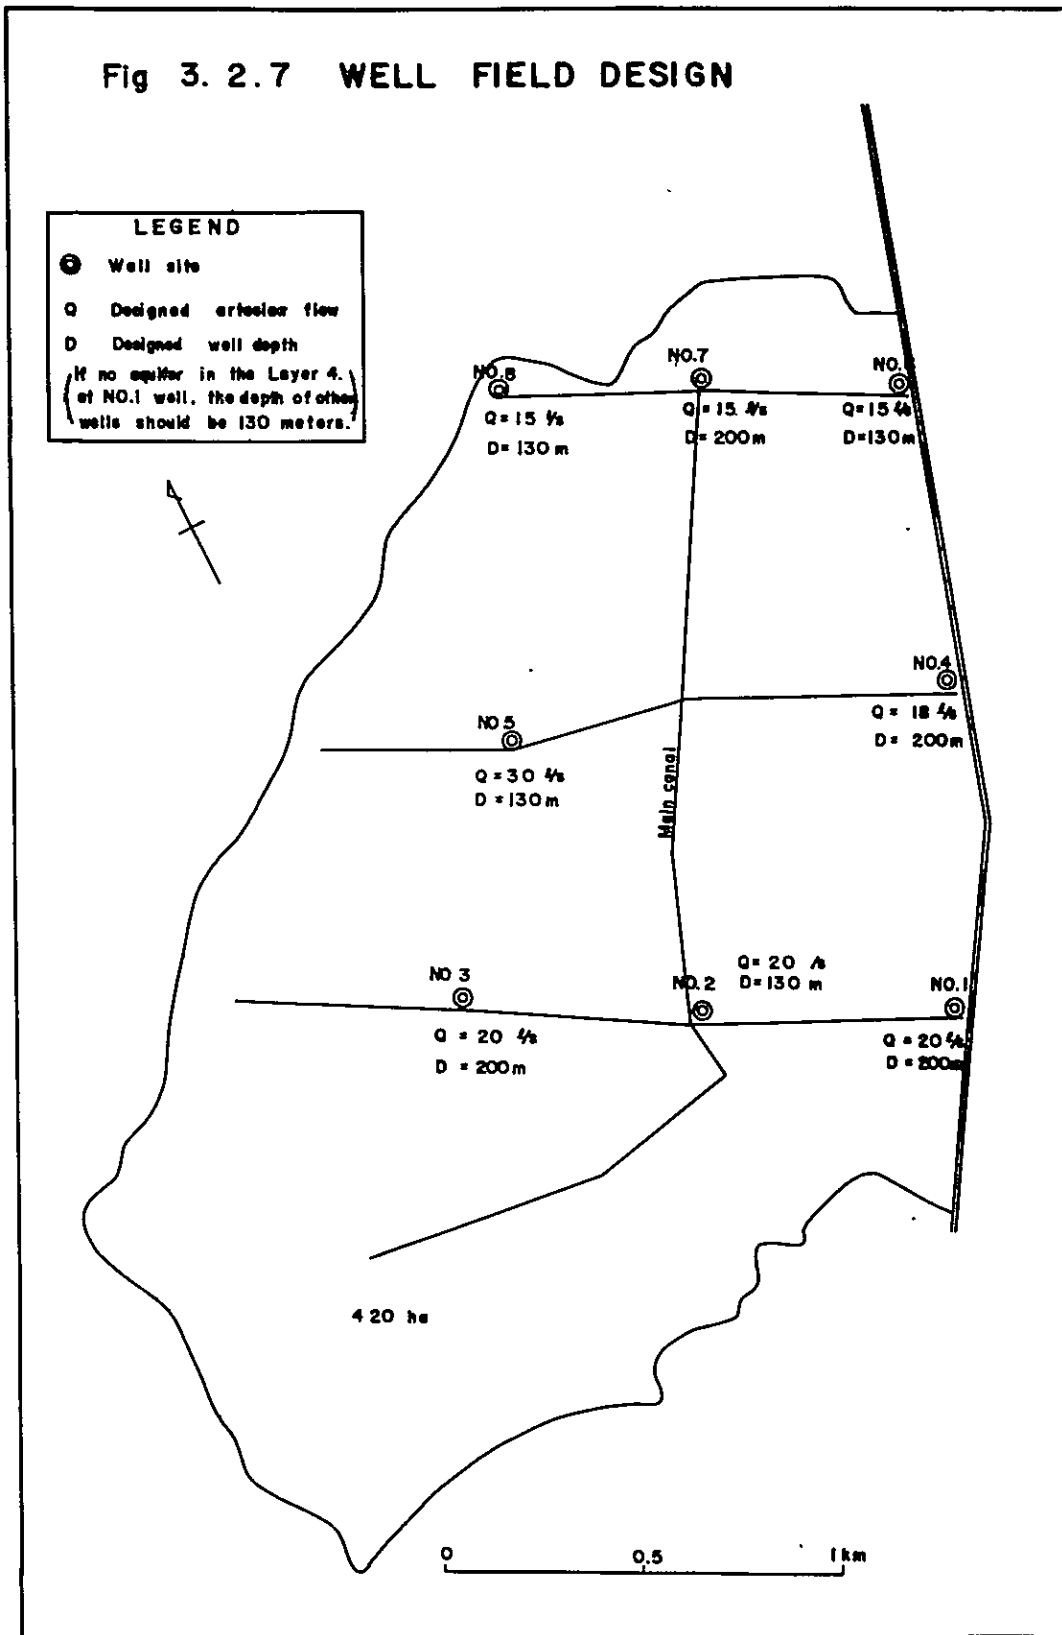 Fig 3.2.7 WELL FIELD DESIGN
LEGEND
Well site
Q Designed artesian flow
D Designed well depth
If no aquifer in the Layer 4.
at NO.1 well, the depth of other
wells should be 130 meters.
NO.8
Q = 15 ℓ/s
D = 130 m
NO.7
Q = 15 ℓ/s
D = 200m
NO.
Q = 15 ℓ/s
D = 130m
NO.4
Q = 18 ℓ/s
D = 200m
NO.5
Q = 30 ℓ/s
D = 130m
Main canal
NO 3
Q = 20 ℓ/s
D = 200m
NO.2
Q = 20 /s
D = 130 m
NO.1
Q = 20 ℓ/s
D = 200m
420 ha
0 0.5 1 km